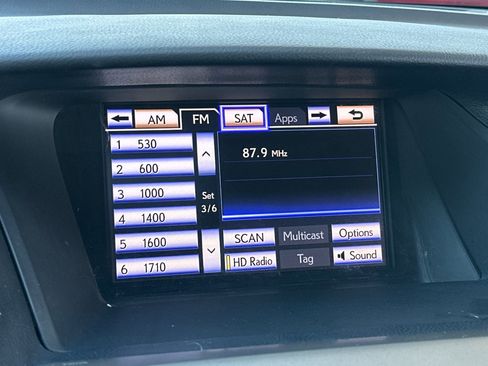 AM FM SAT Apps
1 530
2 600
3 1000
4 1400
5 1600
6 1710
Set
3/6
87.9 MHz
SCAN Multicast Options
HD Radio Tag Sound